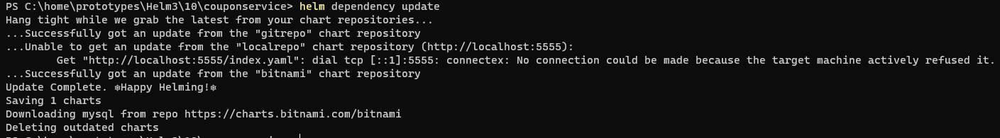 PS C:\home\prototypes\Helm3\10\couponservice> helm dependency update
Hang tight while we grab the latest from your chart repositories...
...Successfully got an update from the "gitrepo" chart repository
...Unable to get an update from the "localrepo" chart repository (http://localhost:5555):
        Get "http://localhost:5555/index.yaml": dial tcp [::1]:5555: connectex: No connection could be made because the target machine actively refused it.
...Successfully got an update from the "bitnami" chart repository
Update Complete. ⎈Happy Helming!⎈
Saving 1 charts
Downloading mysql from repo https://charts.bitnami.com/bitnami
Deleting outdated charts